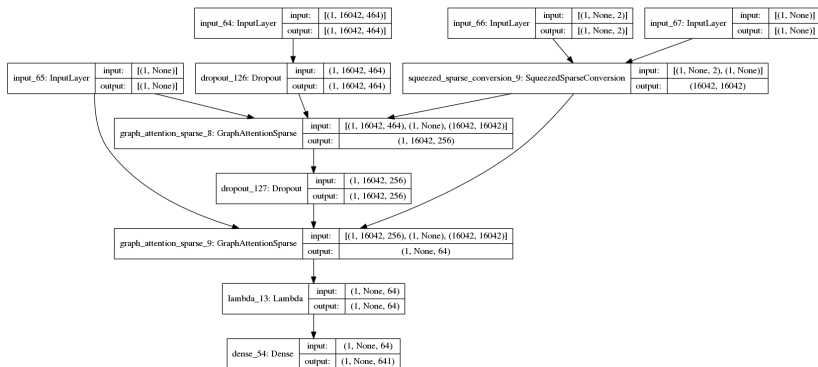 input_64: InputLayer input: [(1, 16042, 464)]
output: [(1, 16042, 464)]
input_66: InputLayer input: [(1, None, 2)]
output: [(1, None, 2)]
input_67: InputLayer input: [(1, None)]
output: [(1, None)]
input_65: InputLayer input: [(1, None)]
output: [(1, None)]
dropout_126: Dropout input: (1, 16042, 464)
output: (1, 16042, 464)
squeezed_sparse_conversion_9: SqueezedSparseConversion input: [(1, None, 2), (1, None)]
output: (16042, 16042)
graph_attention_sparse_8: GraphAttentionSparse input: [(1, 16042, 464), (1, None), (16042, 16042)]
output: (1, 16042, 256)
dropout_127: Dropout input: (1, 16042, 256)
output: (1, 16042, 256)
graph_attention_sparse_9: GraphAttentionSparse input: [(1, 16042, 256), (1, None), (16042, 16042)]
output: (1, None, 64)
lambda_13: Lambda input: (1, None, 64)
output: (1, None, 64)
dense_54: Dense input: (1, None, 64)
output: (1, None, 641)